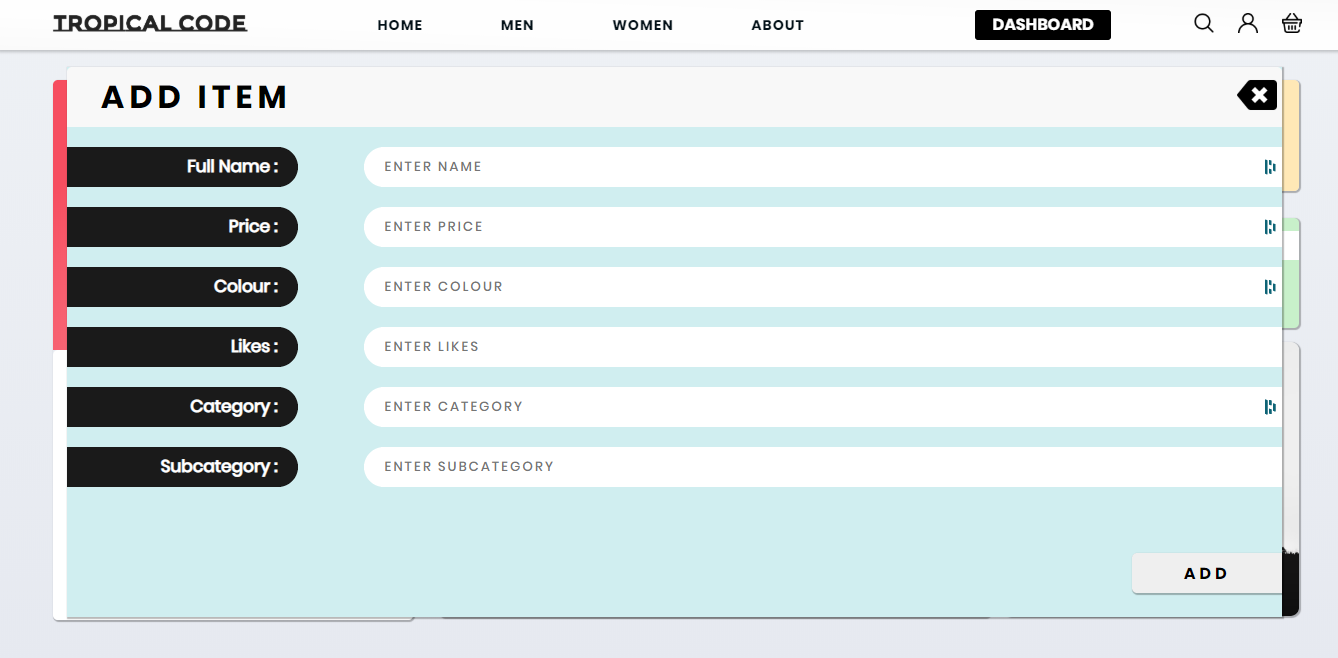 TROPICAL CODE
HOME MEN WOMEN ABOUT DASHBOARD
ADD ITEM
Full Name : ENTER NAME
Price : ENTER PRICE
Colour : ENTER COLOUR
Likes : ENTER LIKES
Category : ENTER CATEGORY
Subcategory : ENTER SUBCATEGORY
ADD